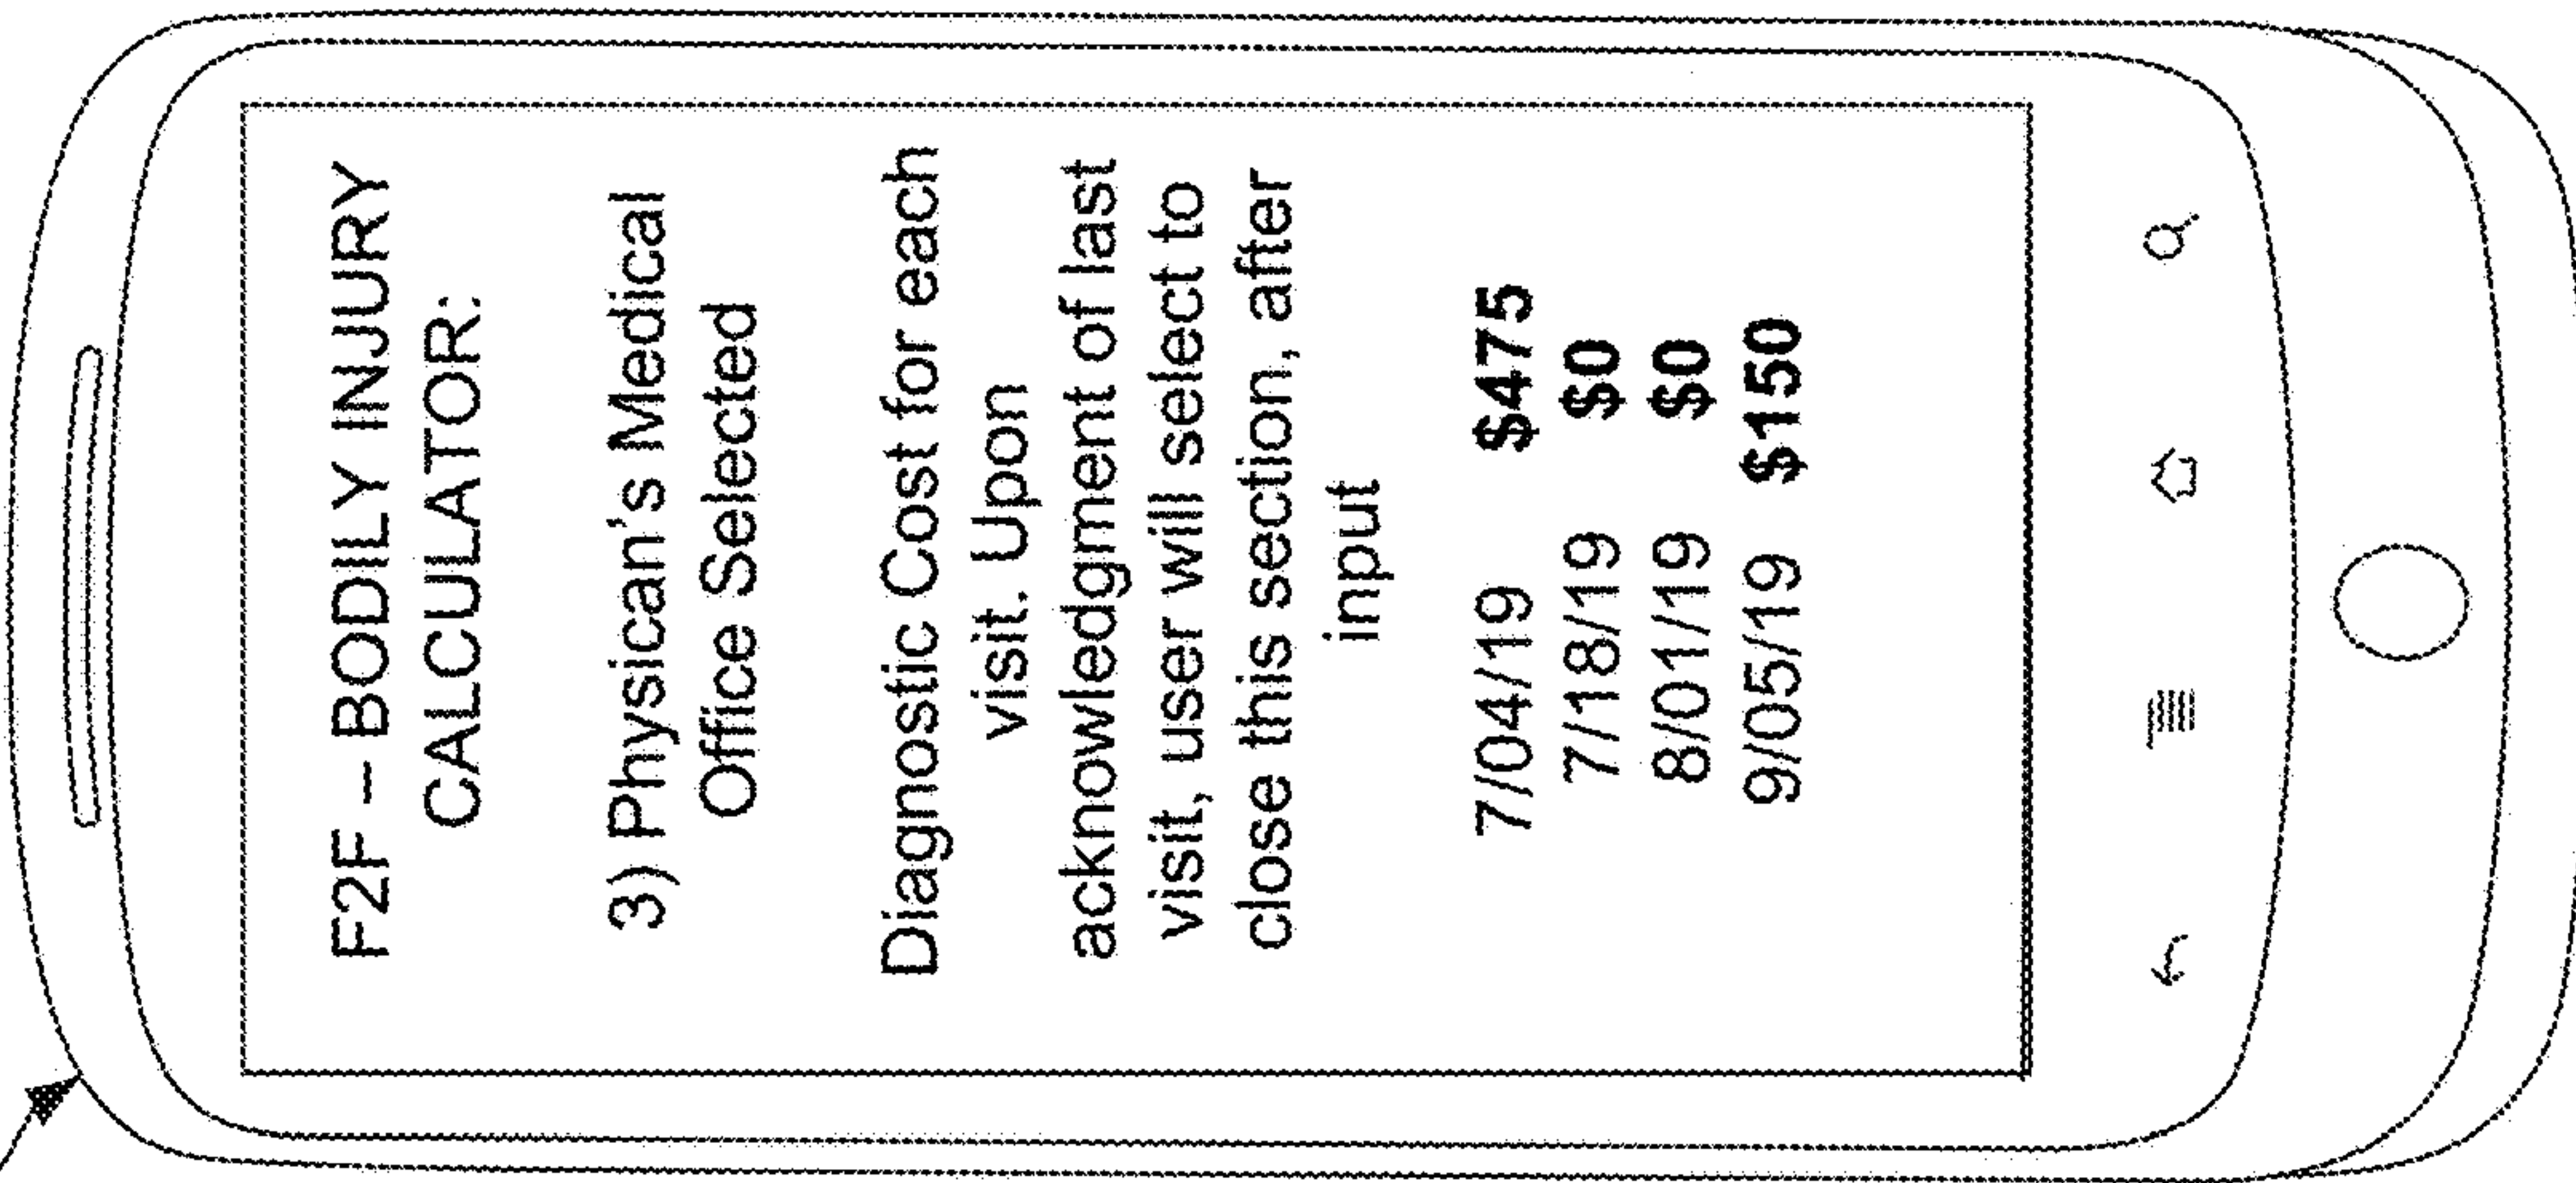 F2F – BODILY INJURY
CALCULATOR:
3) Physican's Medical
Office Selected
Diagnostic Cost for each
visit. Upon
acknowledgment of last
visit, user will select to
close this section, after
input
7/04/19 $475
7/18/19 $0
8/01/19 $0
9/05/19 $150